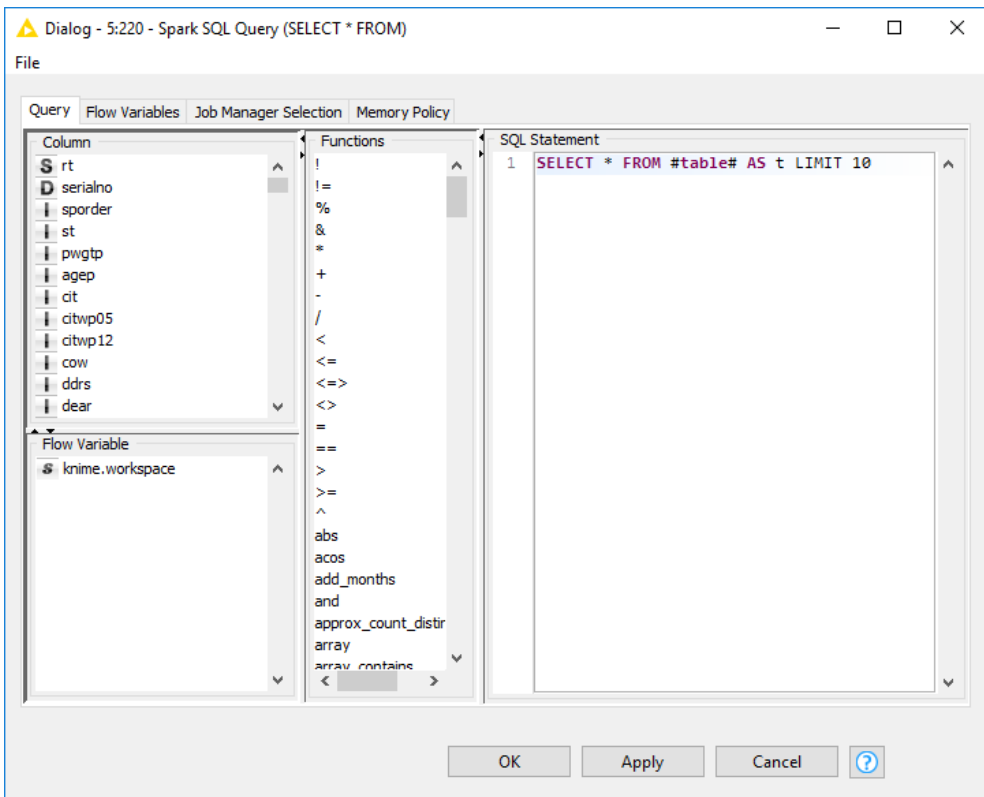 Dialog - 5:220 - Spark SQL Query (SELECT * FROM)
File
Query Flow Variables Job Manager Selection Memory Policy
Column
S rt
D serialno
I sporder
I st
I pwgtp
I agep
I cit
I citwp05
I citwp12
I cow
I ddrs
I dear
Flow Variable
s knime.workspace
Functions
!
!=
%
&
*
+
-
/
<
<=
<=>
<>
=
==
>
>=
^
abs
acos
add_months
and
approx_count_distir
array
array_contains
SQL Statement
1 SELECT * FROM #table# AS t LIMIT 10
OK Apply Cancel ?